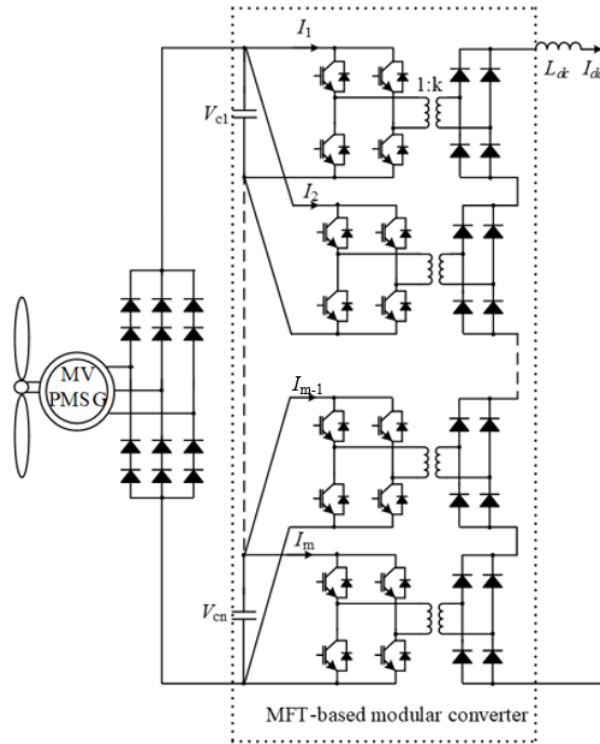 I1
1:k
Ldc
Idc
Vc1
I2
MV
PMSG
Im-1
Im
Vcn
MFT-based modular converter